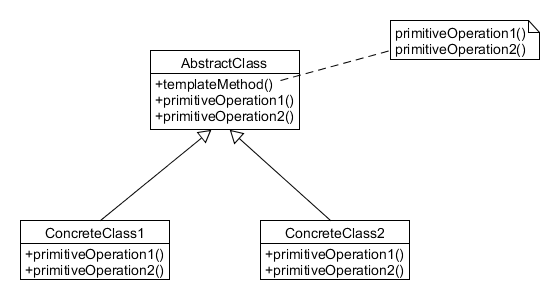 primitiveOperation1()
primitiveOperation2()
AbstractClass
+templateMethod()
+primitiveOperation1()
+primitiveOperation2()
ConcreteClass1
+primitiveOperation1()
+primitiveOperation2()
ConcreteClass2
+primitiveOperation1()
+primitiveOperation2()